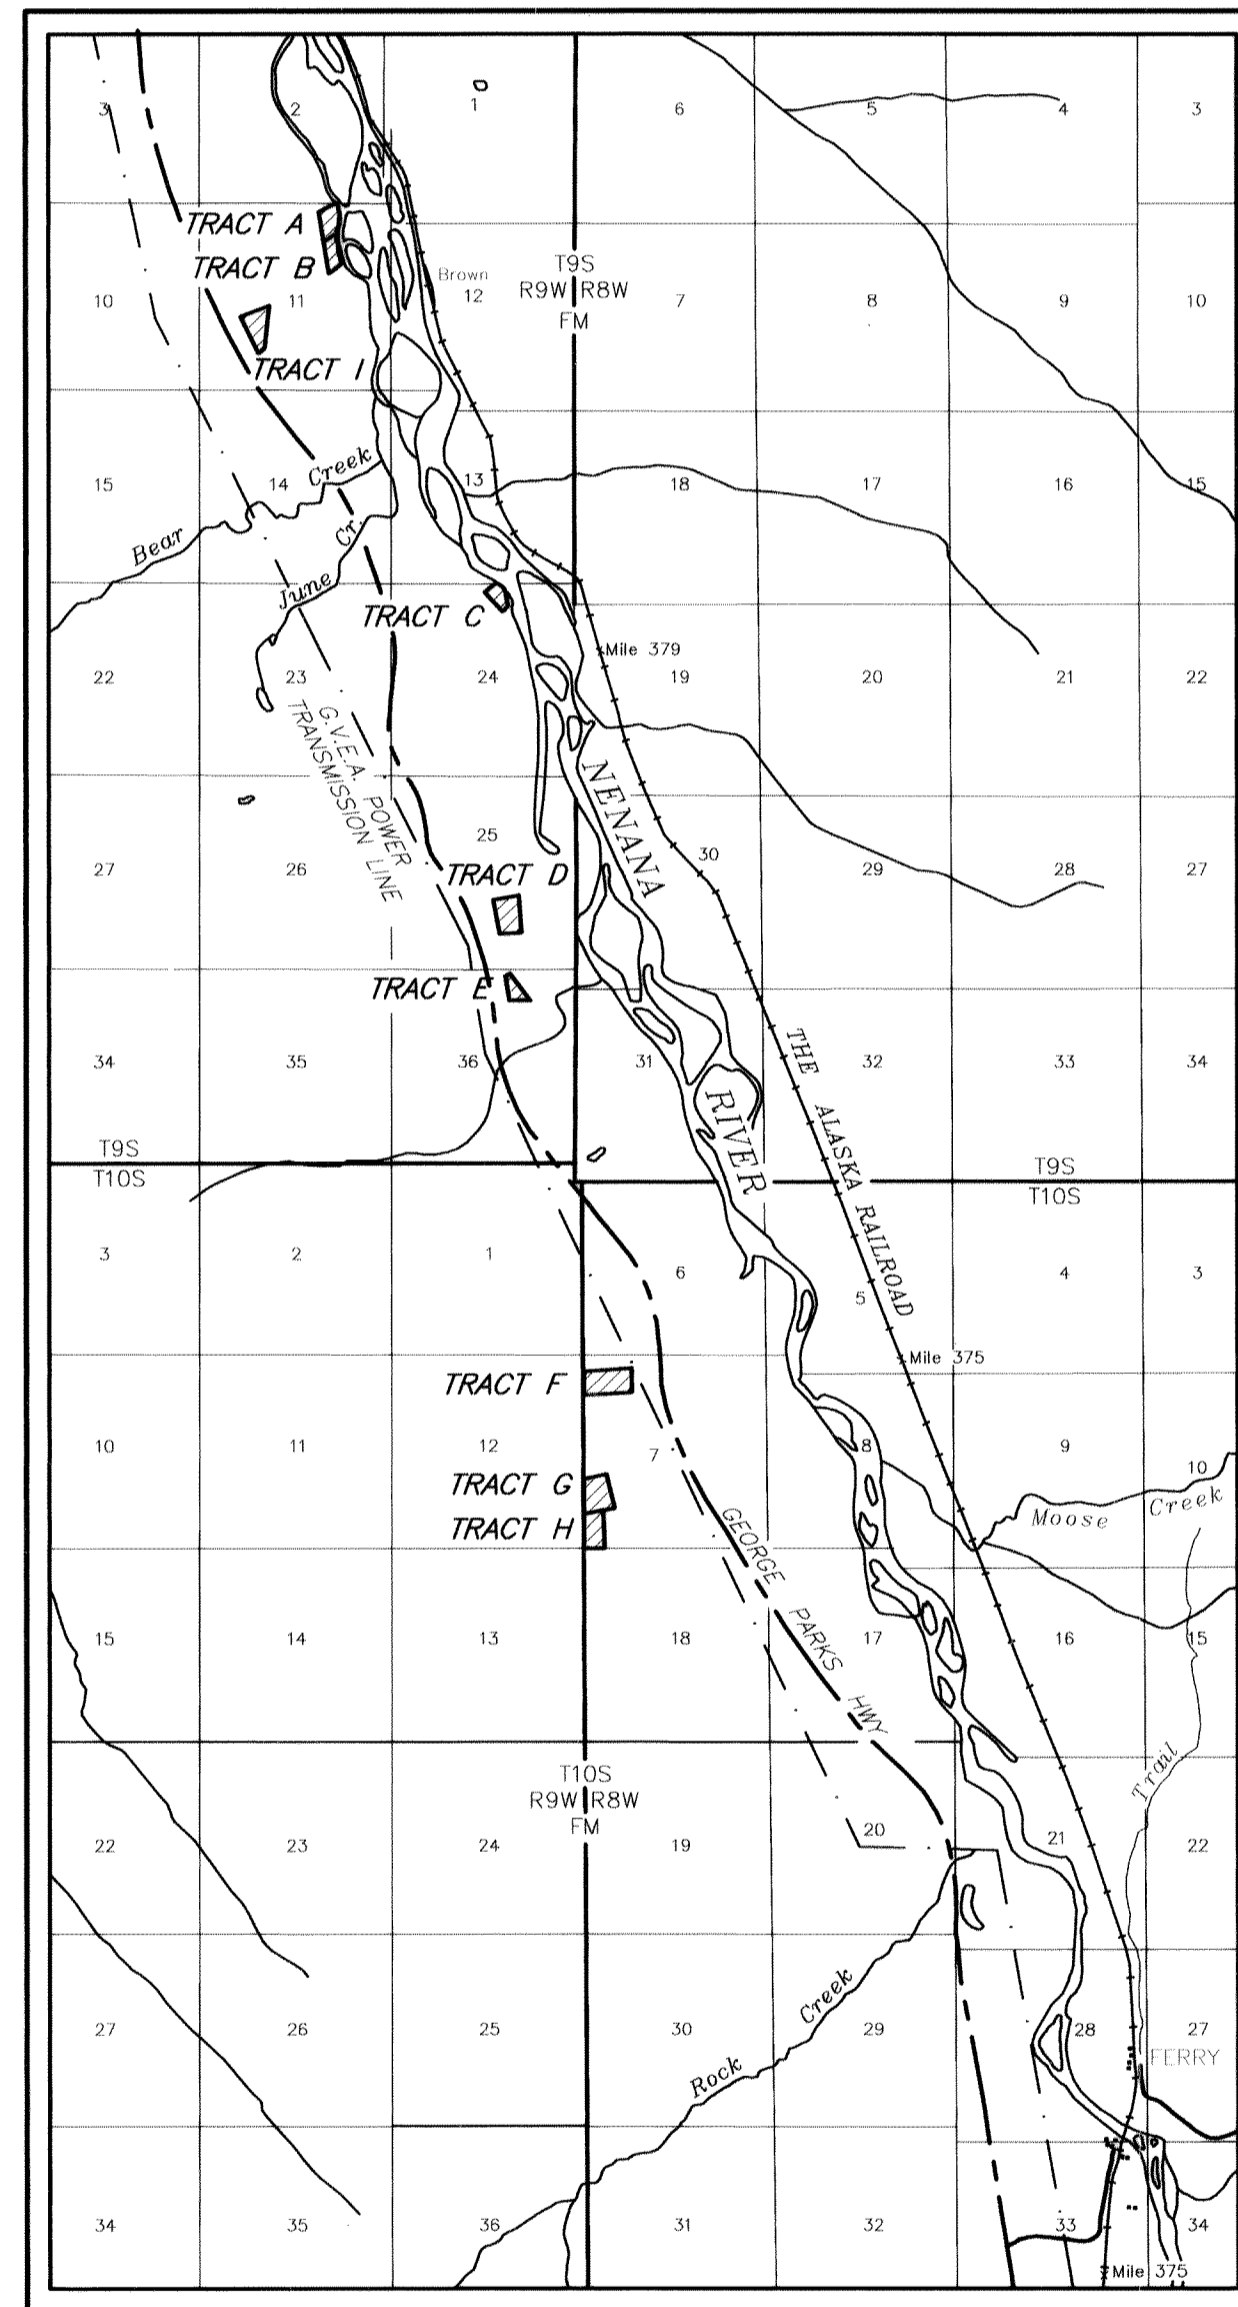 3 2 1 6 5 4 3
TRACT A
TRACT B
10 11 Brown 12 T9S 7 8 9 10
R9W R8W
FM
TRACT I
15 14 Creek 13 18 17 16 15
Bear
Cr.
June
TRACT C
Mile 379
22 23 24 19 20 21 22
G.V.E.A. POWER
TRANSMISSION LINE
NENANA
25 30
27 26 29 28 27
TRACT D
TRACT E
34 35 36 31 32 33 34
THE ALASKA RAILROAD
RIVER
T9S
T10S
T9S
T10S
3 2 1 6 5 4 3
Mile 375
TRACT F
10 11 12 7 8 9 10
TRACT G
TRACT H
Moose Creek
GEORGE PARKS HWY
15 14 13 18 17 16 15
Trail
T10S
R9W R8W
FM
22 23 24 19 20 21 22
Creek
27 26 25 30 29 28 27
FERRY
Rock
34 35 36 31 32 33 34
Mile 375